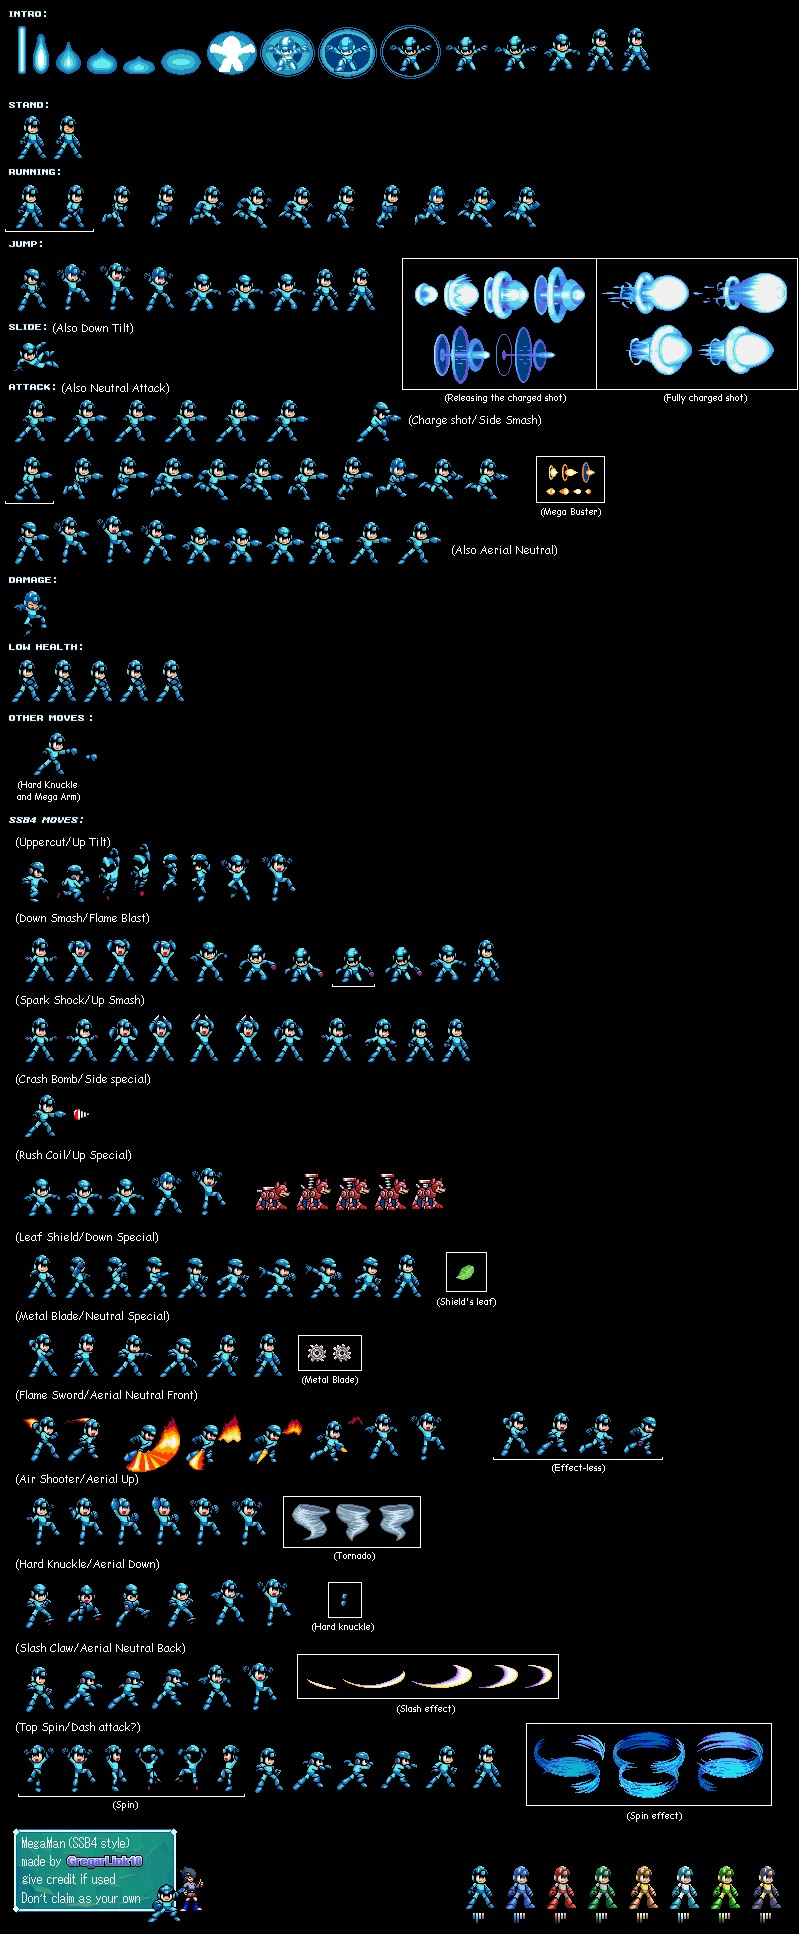 INTRO:
STAND:
RUNNING:
JUMP:
SLIDE: (Also Down Tilt)
(Releasing the charged shot)
(Fully charged shot)
ATTACK: (Also Neutral Attack)
(Charge shot/Side Smash)
(Mega Buster)
(Also Aerial Neutral)
DAMAGE:
LOW HEALTH:
OTHER MOVES :
(Hard Knuckle
and Mega Arm)
SSB4 MOVES:
(Uppercut/Up Tilt)
(Down Smash/Flame Blast)
(Spark Shock/Up Smash)
(Crash Bomb/Side special)
(Rush Coil/Up Special)
(Leaf Shield/Down Special)
(Shield's leaf)
(Metal Blade/Neutral Special)
(Metal Blade)
(Flame Sword/Aerial Neutral Front)
(Effect-less)
(Air Shooter/Aerial Up)
(Tornado)
(Hard Knuckle/Aerial Down)
(Hard knuckle)
(Slash Claw/Aerial Neutral Back)
(Slash effect)
(Top Spin/Dash attack?)
(Spin)
(Spin effect)
MegaMan (SSB4 style)
made by GregarLink10
give credit if used
Don't claim as your own